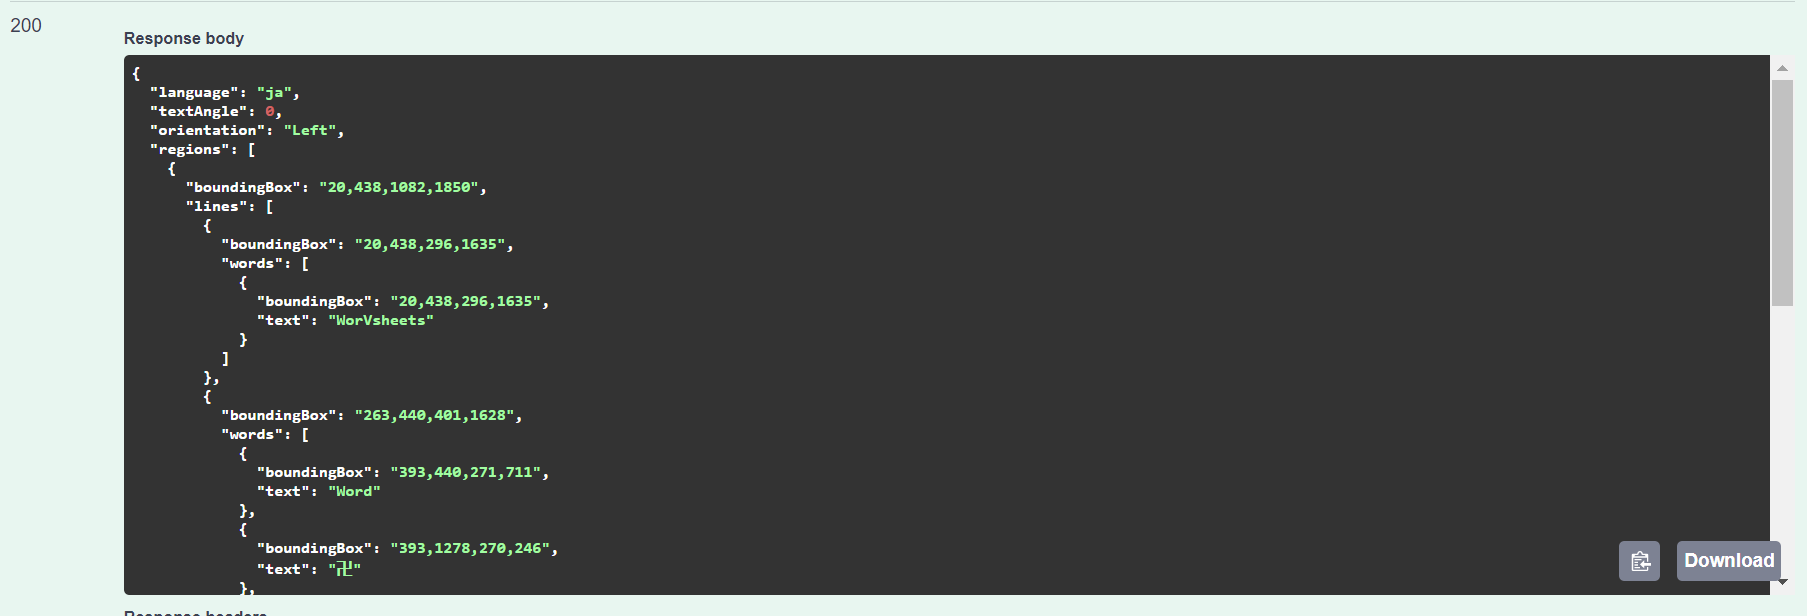 200
Response body
{
"language": "ja",
"textAngle": 0,
"orientation": "Left",
"regions": [
{
"boundingBox": "20,438,1082,1850",
"lines": [
{
"boundingBox": "20,438,296,1635",
"words": [
{
"boundingBox": "20,438,296,1635",
"text": "WorVsheets"
}
]
},
{
"boundingBox": "263,440,401,1628",
"words": [
{
"boundingBox": "393,440,271,711",
"text": "Word"
},
{
"boundingBox": "393,1278,270,246",
"text": "卍"
},
Download
Response headers